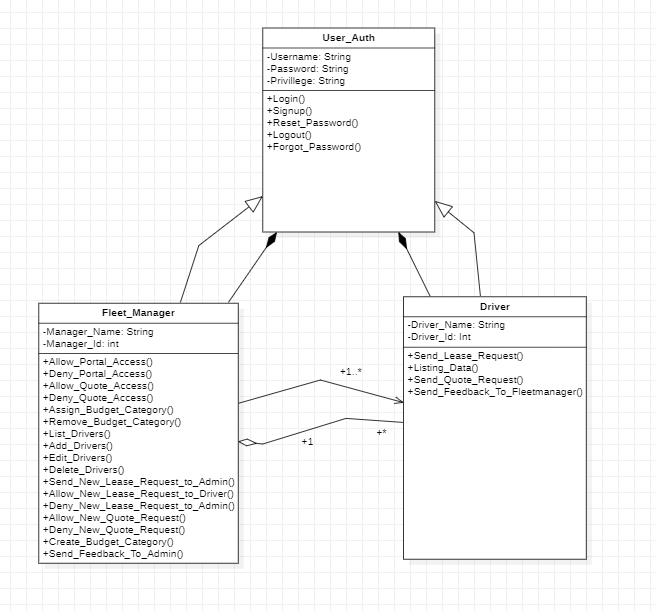 User_Auth
-Username: String
-Password: String
-Privillege: String
+Login()
+Signup()
+Reset_Password()
+Logout()
+Forgot_Password()
Fleet_Manager
-Manager_Name: String
-Manager_Id: int
+Allow_Portal_Access()
+Deny_Portal_Access()
+Allow_Quote_Access()
+Deny_Quote_Access()
+Assign_Budget_Category()
+Remove_Budget_Category()
+List_Drivers()
+Add_Drivers()
+Edit_Drivers()
+Delete_Drivers()
+Send_New_Lease_Request_to_Admin()
+Allow_New_Lease_Request_to_Driver()
+Deny_New_Lease_Request_to_Admin()
+Allow_New_Quote_Request()
+Deny_New_Quote_Request()
+Create_Budget_Category()
+Send_Feedback_To_Admin()
+1..*
+*
+1
Driver
-Driver_Name: String
-Driver_Id: Int
+Send_Lease_Request()
+Listing_Data()
+Send_Quote_Request()
+Send_Feedback_To_Fleetmanager()